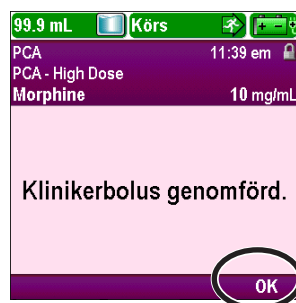 99.9 mL Körs
PCA 11:39 em
PCA - High Dose
Morphine 10 mg/mL
Klinikerbolus genomförd.
OK